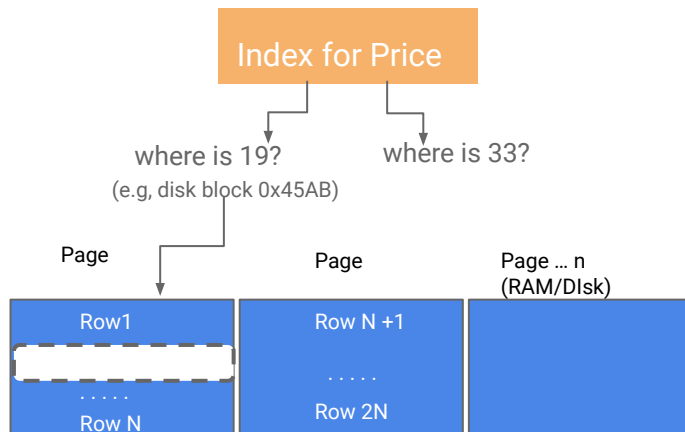 Index for Price
where is 19?
where is 33?
(e.g, disk block 0x45AB)
Page
Page
Page ... n
(RAM/DIsk)
Row1
Row N +1
. . . . .
. . . . .
Row N
Row 2N